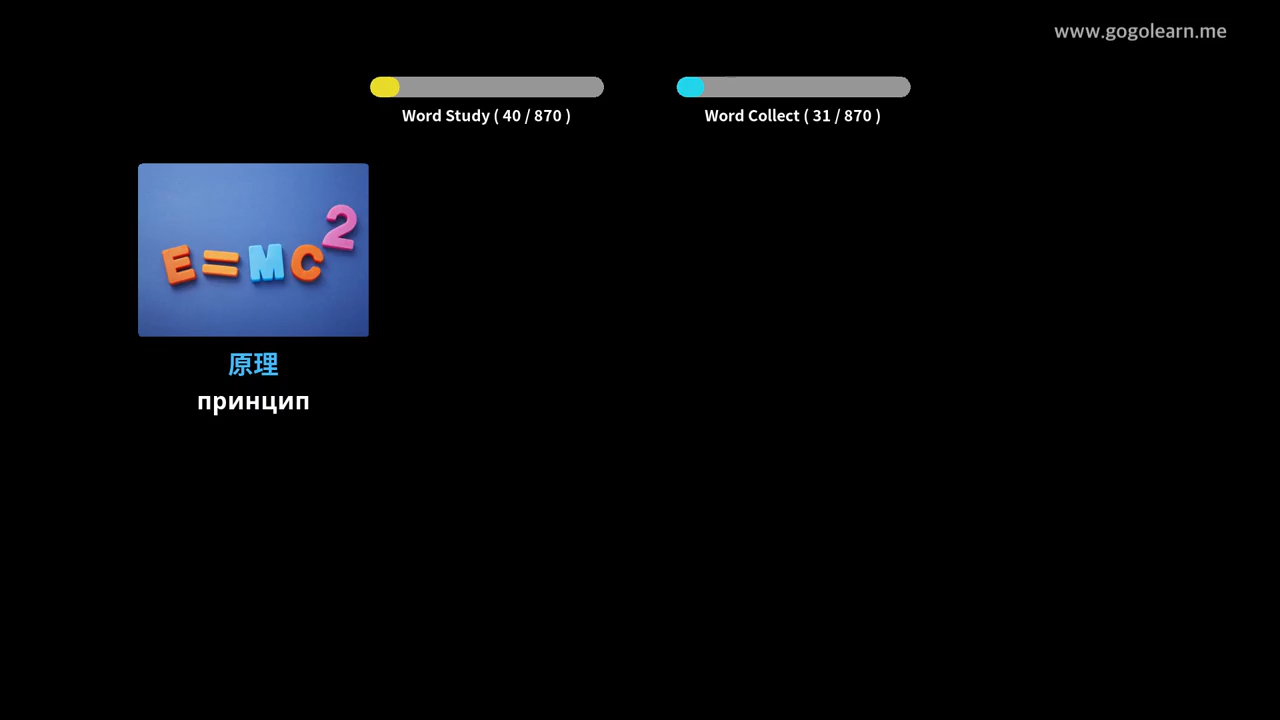 www.gogolearn.me
Word Study ( 40 / 870 )
Word Collect ( 31 / 870 )
E=MC²
原理
принцип